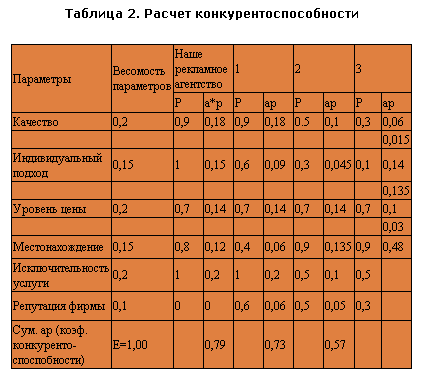 Таблица 2. Расчет конкурентоспособности
Параметры Весомость параметров Наше рекламное агентство 1 2 3
P a*p P ap P ap P ap
Качество 0,2 0,9 0,18 0,9 0,18 0.5 0,1 0,3 0,06
0,015
Индивидуальный подход 0,15 1 0,15 0,6 0,09 0,3 0,045 0,1 0,14
0,135
Уровень цены 0,2 0,7 0,14 0,7 0,14 0,7 0,14 0,7 0,1
0,03
Местонахождение 0,15 0,8 0,12 0,4 0,06 0,9 0,135 0,9 0,48
Исключительность услуги 0,2 1 0,2 1 0,2 0,5 0,1 0,5
Репутация фирмы 0,1 0 0 0,6 0,06 0,5 0,05 0,3
Сум. ар (коэф. конкуренто-спспобности) E=1,00 0,79 0,73 0,57